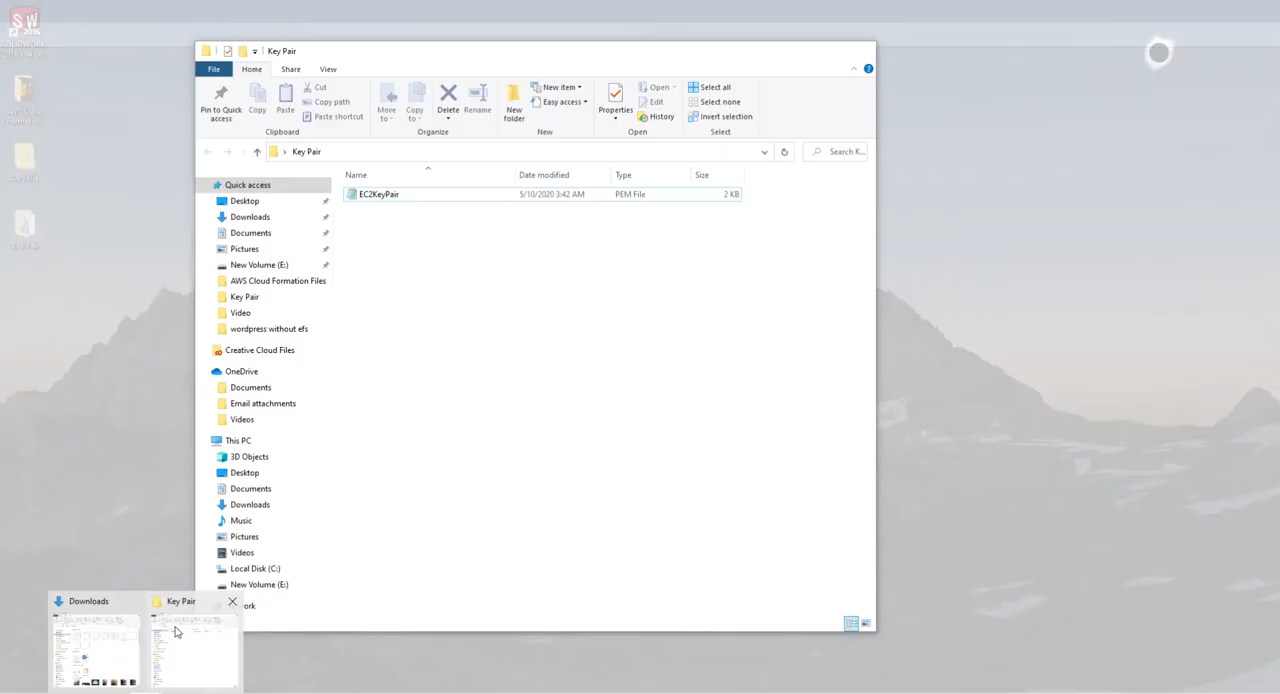 SW
2016
SOLIDWORKS
Key Pair
File
Home
Share
View
Pin to Quick access
Copy
Paste
Cut
Copy path
Paste shortcut
Clipboard
Move to
Copy to
Delete
Rename
Organize
New folder
New item
Easy access
New
Properties
Open
Edit
History
Open
Select all
Select none
Invert selection
Select
Key Pair
Search K...
Name
Date modified
Type
Size
EC2KeyPair
5/10/2020 3:42 AM
PEM File
2 KB
Quick access
Desktop
Downloads
Documents
Pictures
New Volume (E:)
AWS Cloud Formation Files
Key Pair
Video
wordpress without efs
Creative Cloud Files
OneDrive
Documents
Email attachments
Videos
This PC
3D Objects
Desktop
Documents
Downloads
Music
Pictures
Videos
Local Disk (C:)
New Volume (E:)
work
Downloads
Key Pair